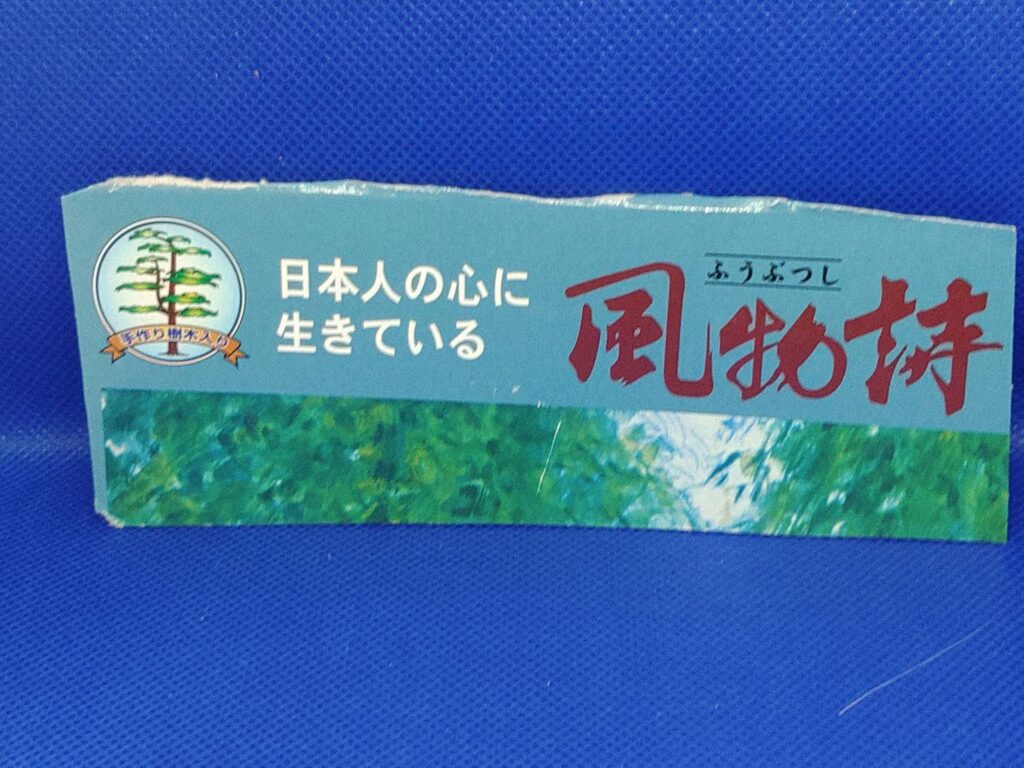 手作り樹木入り
日本人の心に
生きている
ふうぶつし
風物詩